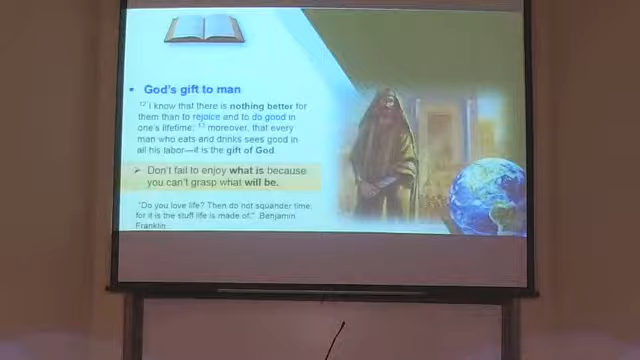 • God's gift to man
12 I know that there is nothing better for
them than to rejoice and to do good in
one's lifetime; 13 moreover, that every
man who eats and drinks sees good in
all his labor—it is the gift of God.
➢ Don't fail to enjoy what is because
you can't grasp what will be.
"Do you love life? Then do not squander time;
for it is the stuff life is made of." Benjamin
Franklin